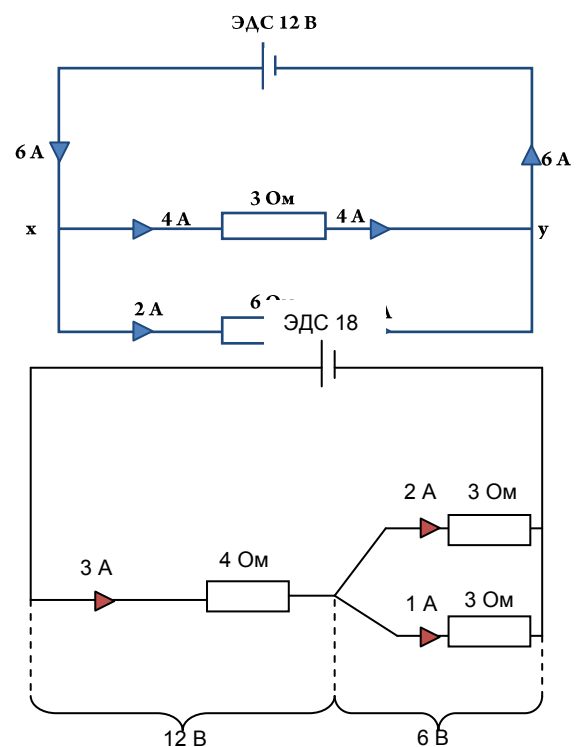 ЭДС 12 В
6 А
6 А
3 Ом
4 А
4 А
x
y
2 А
ЭДС 18
2 А
3 Ом
3 А
4 Ом
1 А
3 Ом
12 В
6 В